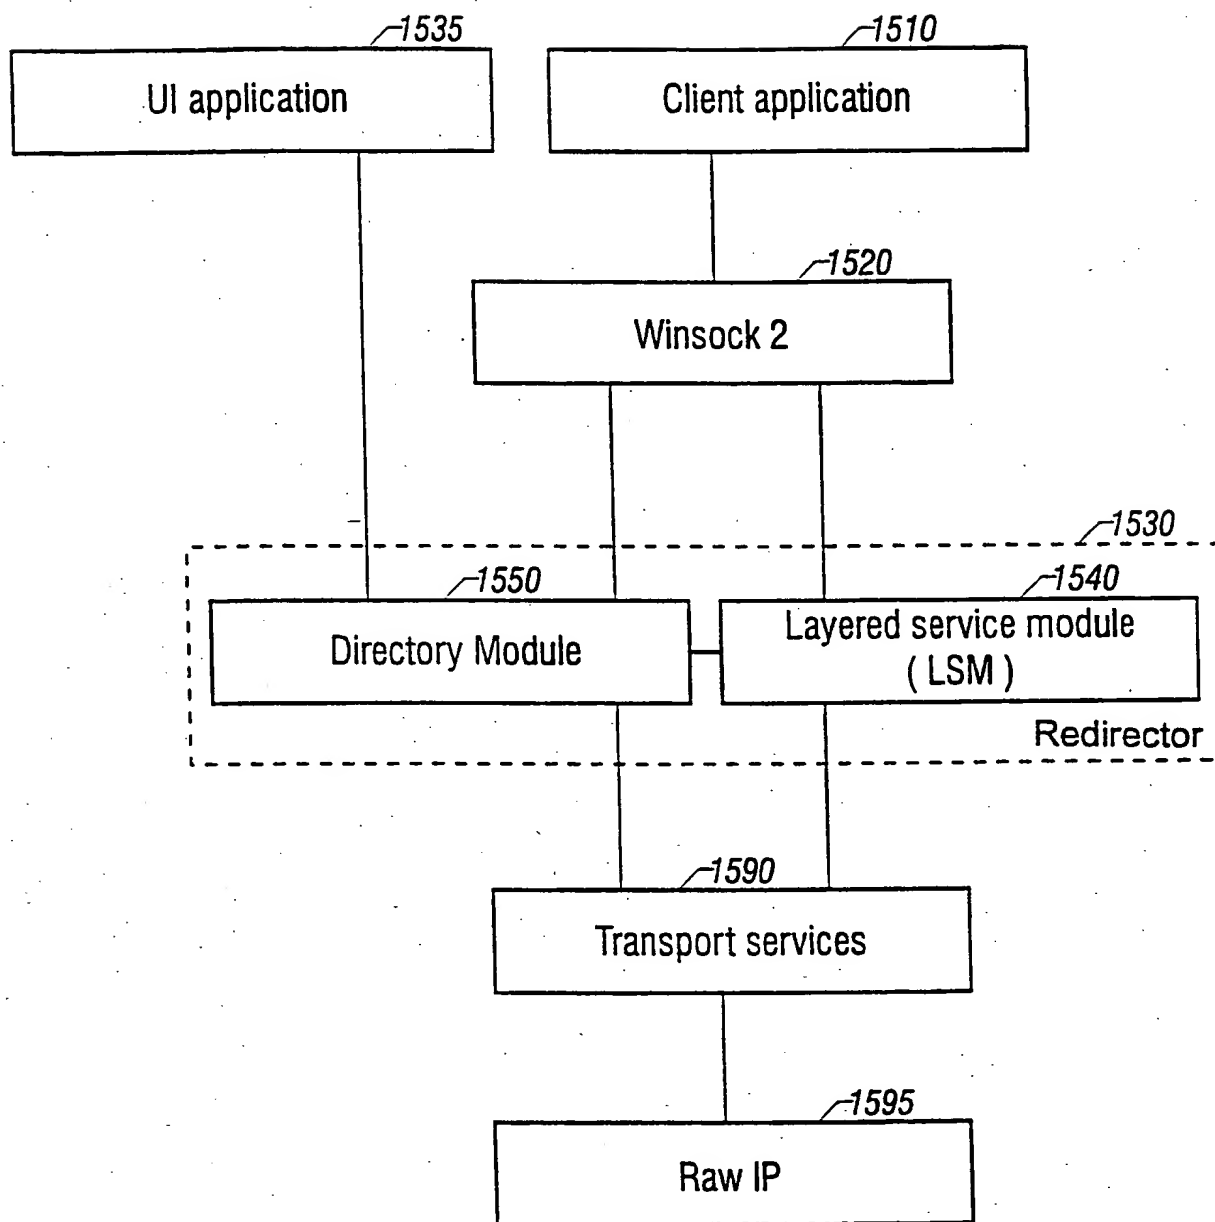 1535
1510
UI application
Client application
1520
Winsock 2
1530
1550
1540
Directory Module
Layered service module
( LSM )
Redirector
1590
Transport services
1595
Raw IP